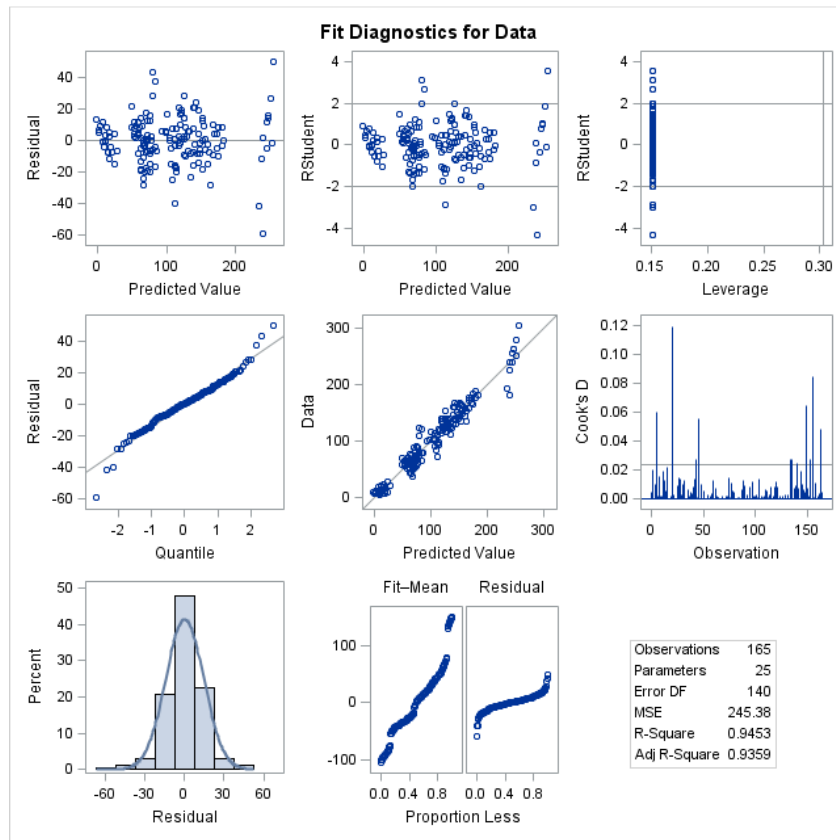 Fit Diagnostics for Data
Residual
40
20
0
-20
-40
-60
0 200
Predicted Value
RStudent
4
2
0
-2
-4
0 100 200
Predicted Value
RStudent
4
2
0
-2
-4
0.15 0.20 0.25 0.30
Leverage
Residual
40
20
0
-20
-40
-60
-2 -1 0 1 2
Quantile
Data
300
200
100
0
0 100 200 300
Predicted Value
Cook's D
0.12
0.10
0.08
0.06
0.04
0.02
0.00
0 50 100 150
Observation
Percent
50
40
30
20
10
0
-60 -30 0 30 60
Residual
Fit–Mean Residual
100
0
-100
0.0 0.4 0.8 0.0 0.4 0.8
Proportion Less
Observations 165
Parameters 25
Error DF 140
MSE 245.38
R-Square 0.9453
Adj R-Square 0.9359